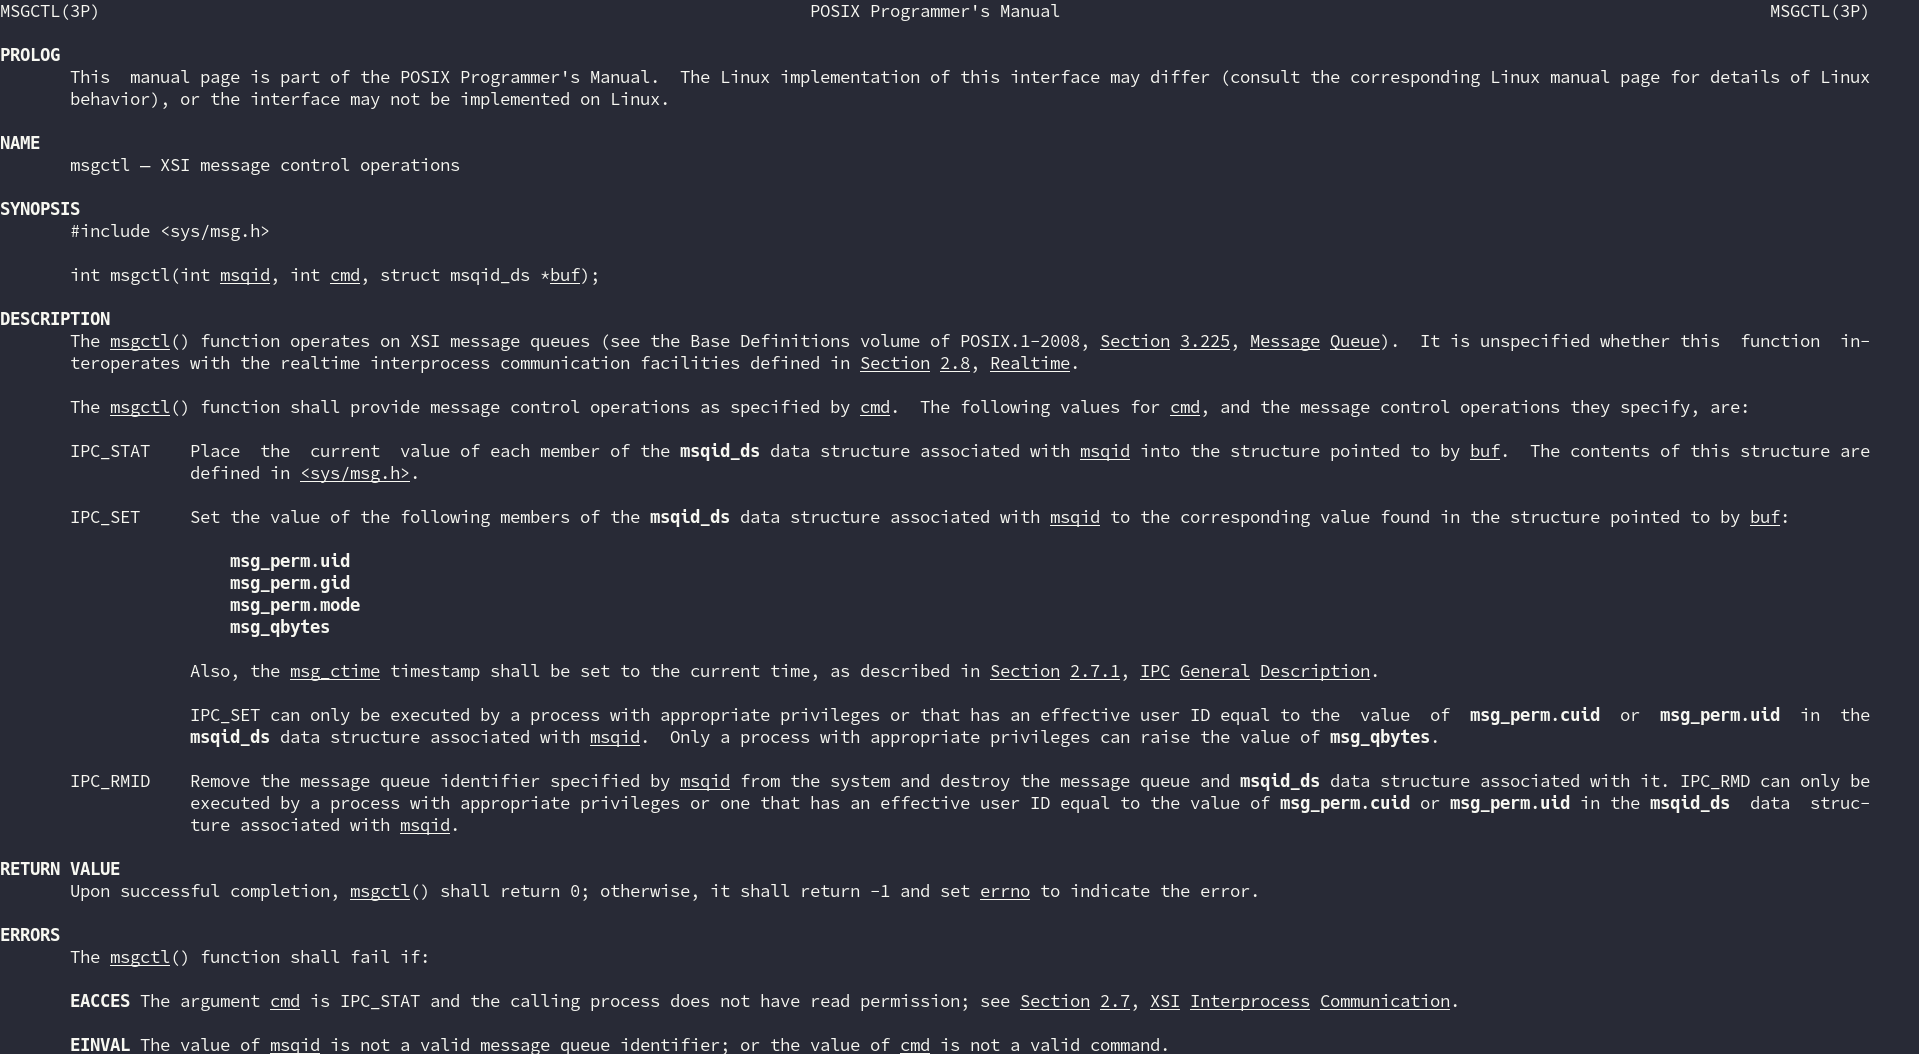 MSGCTL(3P) POSIX Programmer's Manual MSGCTL(3P)
PROLOG
This manual page is part of the POSIX Programmer's Manual. The Linux implementation of this interface may differ (consult the corresponding Linux manual page for details of Linux
behavior), or the interface may not be implemented on Linux.
NAME
msgctl — XSI message control operations
SYNOPSIS
#include <sys/msg.h>
int msgctl(int msqid, int cmd, struct msqid_ds *buf);
DESCRIPTION
The msgctl() function operates on XSI message queues (see the Base Definitions volume of POSIX.1‐2008, Section 3.225, Message Queue). It is unspecified whether this function in‐
teroperates with the realtime interprocess communication facilities defined in Section 2.8, Realtime.
The msgctl() function shall provide message control operations as specified by cmd. The following values for cmd, and the message control operations they specify, are:
IPC_STAT Place the current value of each member of the msqid_ds data structure associated with msqid into the structure pointed to by buf. The contents of this structure are
defined in <sys/msg.h>.
IPC_SET Set the value of the following members of the msqid_ds data structure associated with msqid to the corresponding value found in the structure pointed to by buf:
msg_perm.uid
msg_perm.gid
msg_perm.mode
msg_qbytes
Also, the msg_ctime timestamp shall be set to the current time, as described in Section 2.7.1, IPC General Description.
IPC_SET can only be executed by a process with appropriate privileges or that has an effective user ID equal to the value of msg_perm.cuid or msg_perm.uid in the
msqid_ds data structure associated with msqid. Only a process with appropriate privileges can raise the value of msg_qbytes.
IPC_RMID Remove the message queue identifier specified by msqid from the system and destroy the message queue and msqid_ds data structure associated with it. IPC_RMD can only be
executed by a process with appropriate privileges or one that has an effective user ID equal to the value of msg_perm.cuid or msg_perm.uid in the msqid_ds data struc‐
ture associated with msqid.
RETURN VALUE
Upon successful completion, msgctl() shall return 0; otherwise, it shall return −1 and set errno to indicate the error.
ERRORS
The msgctl() function shall fail if:
EACCES The argument cmd is IPC_STAT and the calling process does not have read permission; see Section 2.7, XSI Interprocess Communication.
EINVAL The value of msqid is not a valid message queue identifier; or the value of cmd is not a valid command.